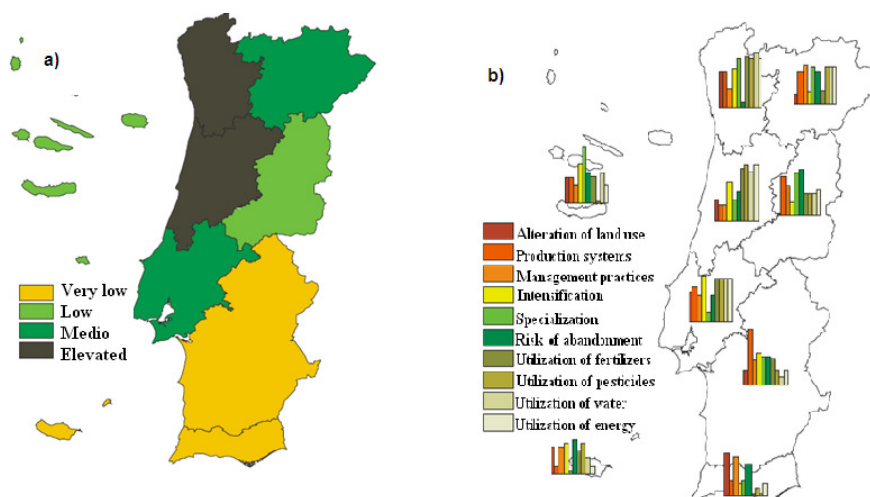 a)
Very low
Low
Medio
Elevated
b)
Alteration of land use
Production systems
Management practices
Intensification
Specialization
Risk of abandonment
Utilization of fertilizers
Utilization of pesticides
Utilization of water
Utilization of energy